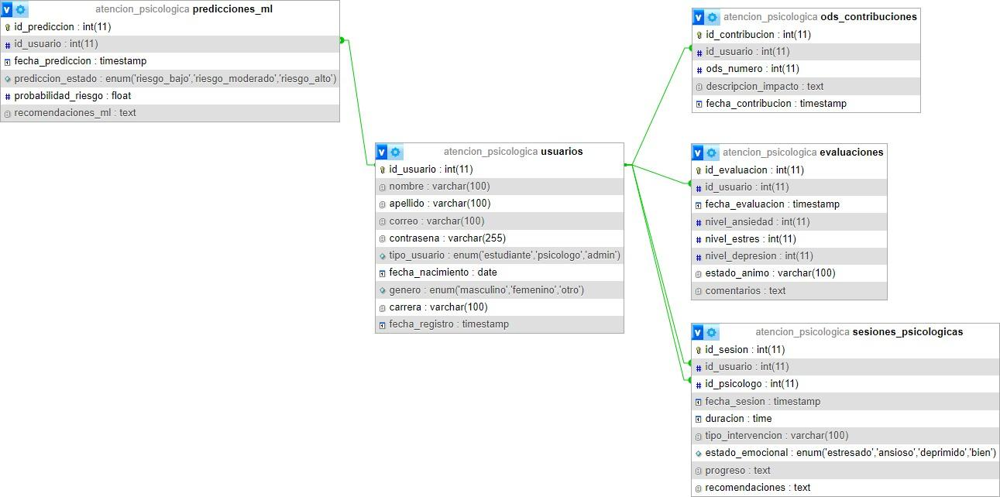 atencion_psicologica predicciones_ml
id_prediccion : int(11)
id_usuario : int(11)
fecha_prediccion : timestamp
prediccion_estado : enum('riesgo_bajo','riesgo_moderado','riesgo_alto')
probabilidad_riesgo : float
recomendaciones_ml : text
atencion_psicologica usuarios
id_usuario : int(11)
nombre : varchar(100)
apellido : varchar(100)
correo : varchar(100)
contrasena : varchar(255)
tipo_usuario : enum('estudiante','psicologo','admin')
fecha_nacimiento : date
genero : enum('masculino','femenino','otro')
carrera : varchar(100)
fecha_registro : timestamp
atencion_psicologica ods_contribuciones
id_contribucion : int(11)
id_usuario : int(11)
ods_numero : int(11)
descripcion_impacto : text
fecha_contribucion : timestamp
atencion_psicologica evaluaciones
id_evaluacion : int(11)
id_usuario : int(11)
fecha_evaluacion : timestamp
nivel_ansiedad : int(11)
nivel_estres : int(11)
nivel_depresion : int(11)
estado_animo : varchar(100)
comentarios : text
atencion_psicologica sesiones_psicologicas
id_sesion : int(11)
id_usuario : int(11)
id_psicologo : int(11)
fecha_sesion : timestamp
duracion : time
tipo_intervencion : varchar(100)
estado_emocional : enum('estresado','ansioso','deprimido','bien')
progreso : text
recomendaciones : text